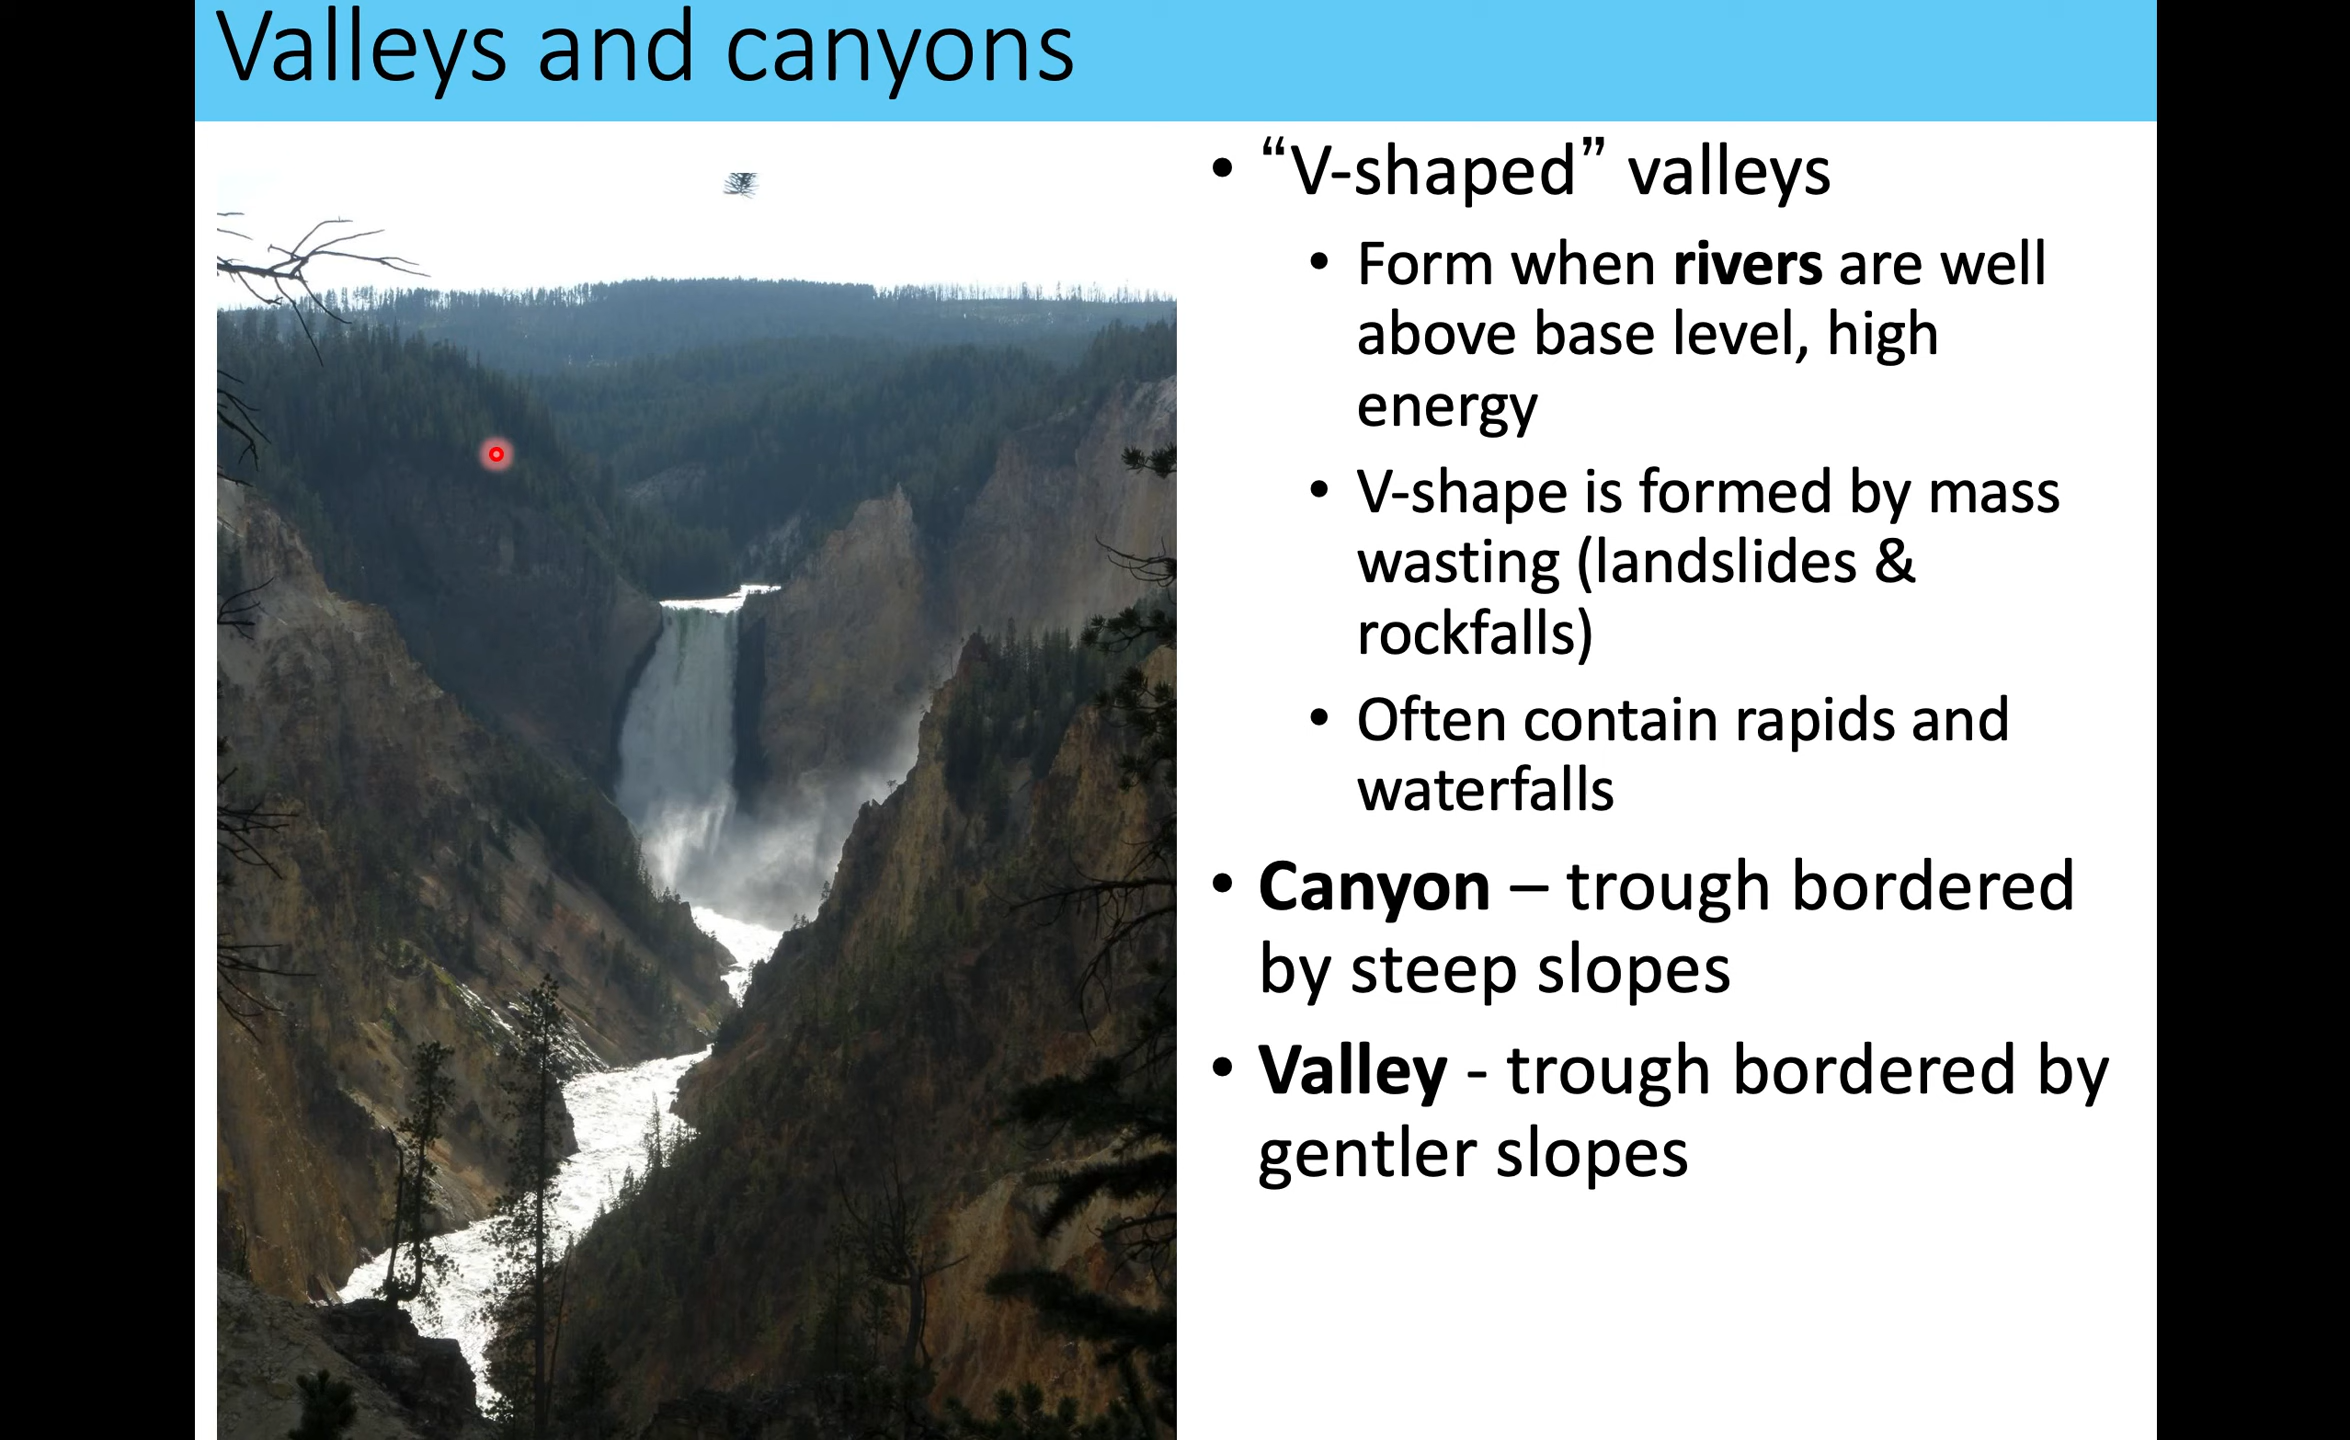 Valleys and canyons
• “V-shaped” valleys
• Form when rivers are well
above base level, high
energy
• V-shape is formed by mass
wasting (landslides &
rockfalls)
• Often contain rapids and
waterfalls
• Canyon – trough bordered
by steep slopes
• Valley - trough bordered by
gentler slopes